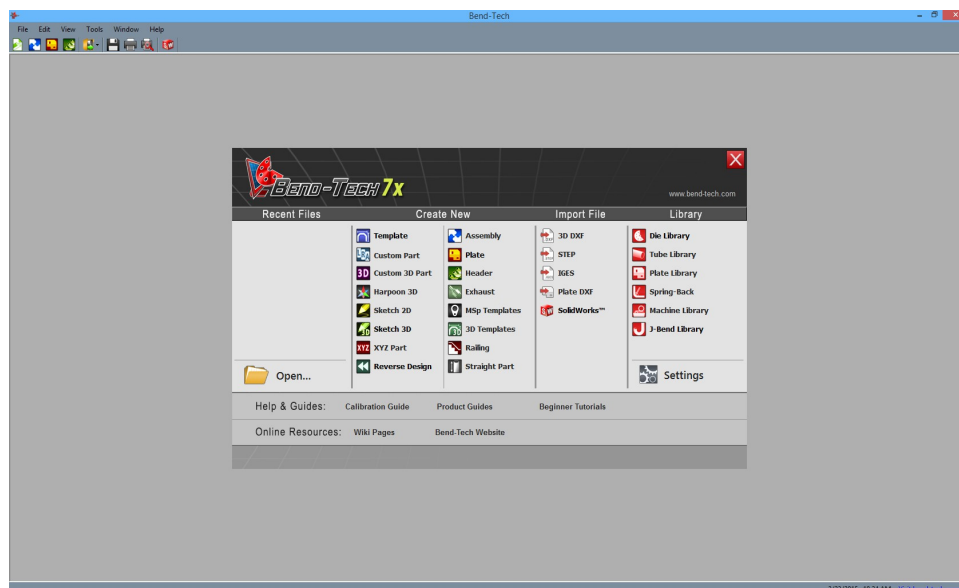 Bend-Tech
File Edit View Tools Window Help
BEND-TECH 7x
www.bend-tech.com
Recent Files Create New Import File Library
Template Assembly 3D DXF Die Library
Custom Part Plate STEP Tube Library
3D Custom 3D Part Header IGES Plate Library
Harpoon 3D Exhaust Plate DXF Spring-Back
Sketch 2D MSp Templates SolidWorks™ Machine Library
Sketch 3D 3D Templates J-Bend Library
XYZ XYZ Part Railing
Reverse Design Straight Part
Open... Settings
Help & Guides: Calibration Guide Product Guides Beginner Tutorials
Online Resources: Wiki Pages Bend-Tech Website